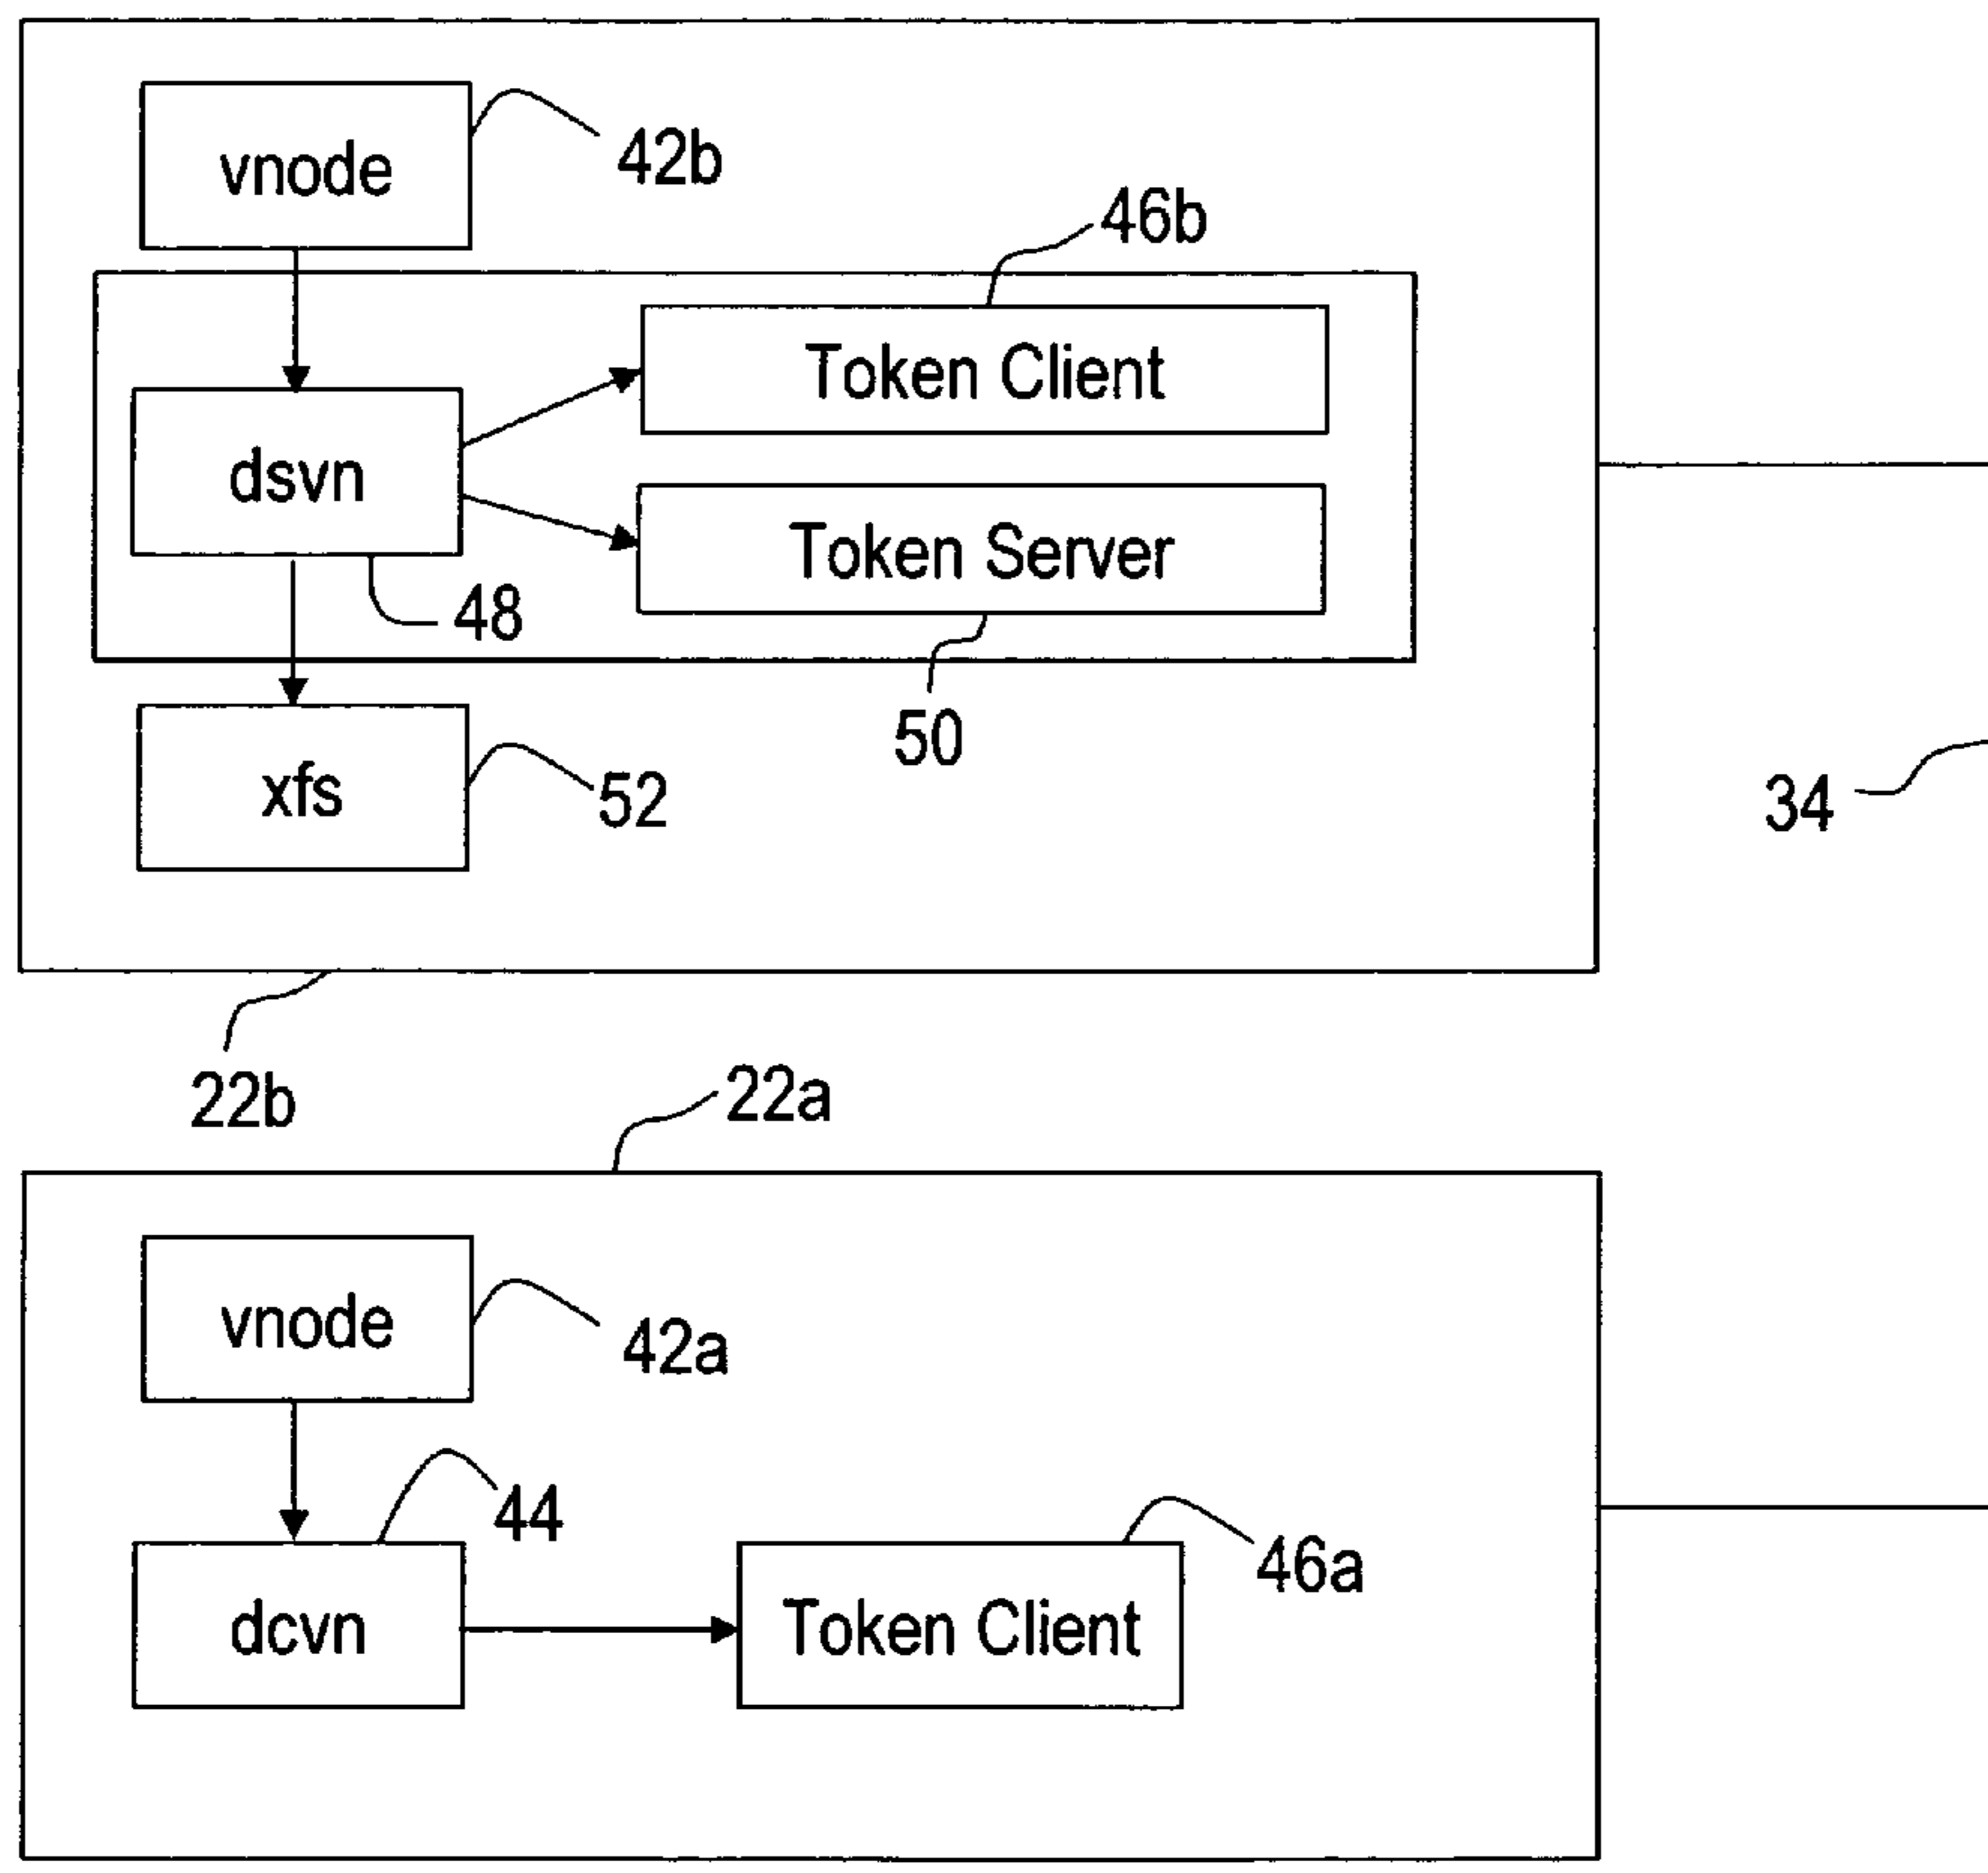 vnode
42b
46b
Token Client
dsvn
Token Server
48
50
xfs
52
34
22b
22a
vnode
42a
44
46a
dcvn
Token Client